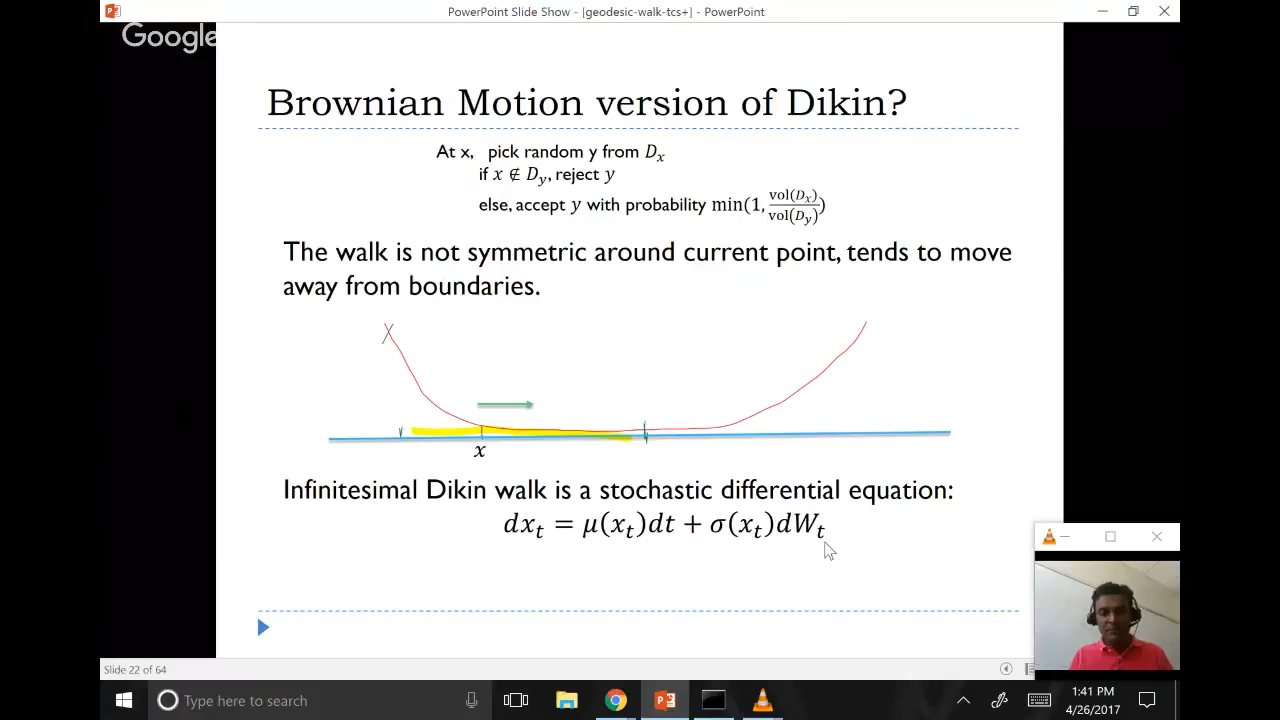 PowerPoint Slide Show - [geodesic-walk-tcs+] - PowerPoint
Google
Brownian Motion version of Dikin?
At x, pick random y from D_x
if x ∉ D_y, reject y
else, accept y with probability min(1, vol(D_x)/vol(D_y))
The walk is not symmetric around current point, tends to move
away from boundaries.
x
Infinitesimal Dikin walk is a stochastic differential equation:
dx_t = μ(x_t)dt + σ(x_t)dW_t
Slide 22 of 64
Type here to search
1:41 PM
4/26/2017